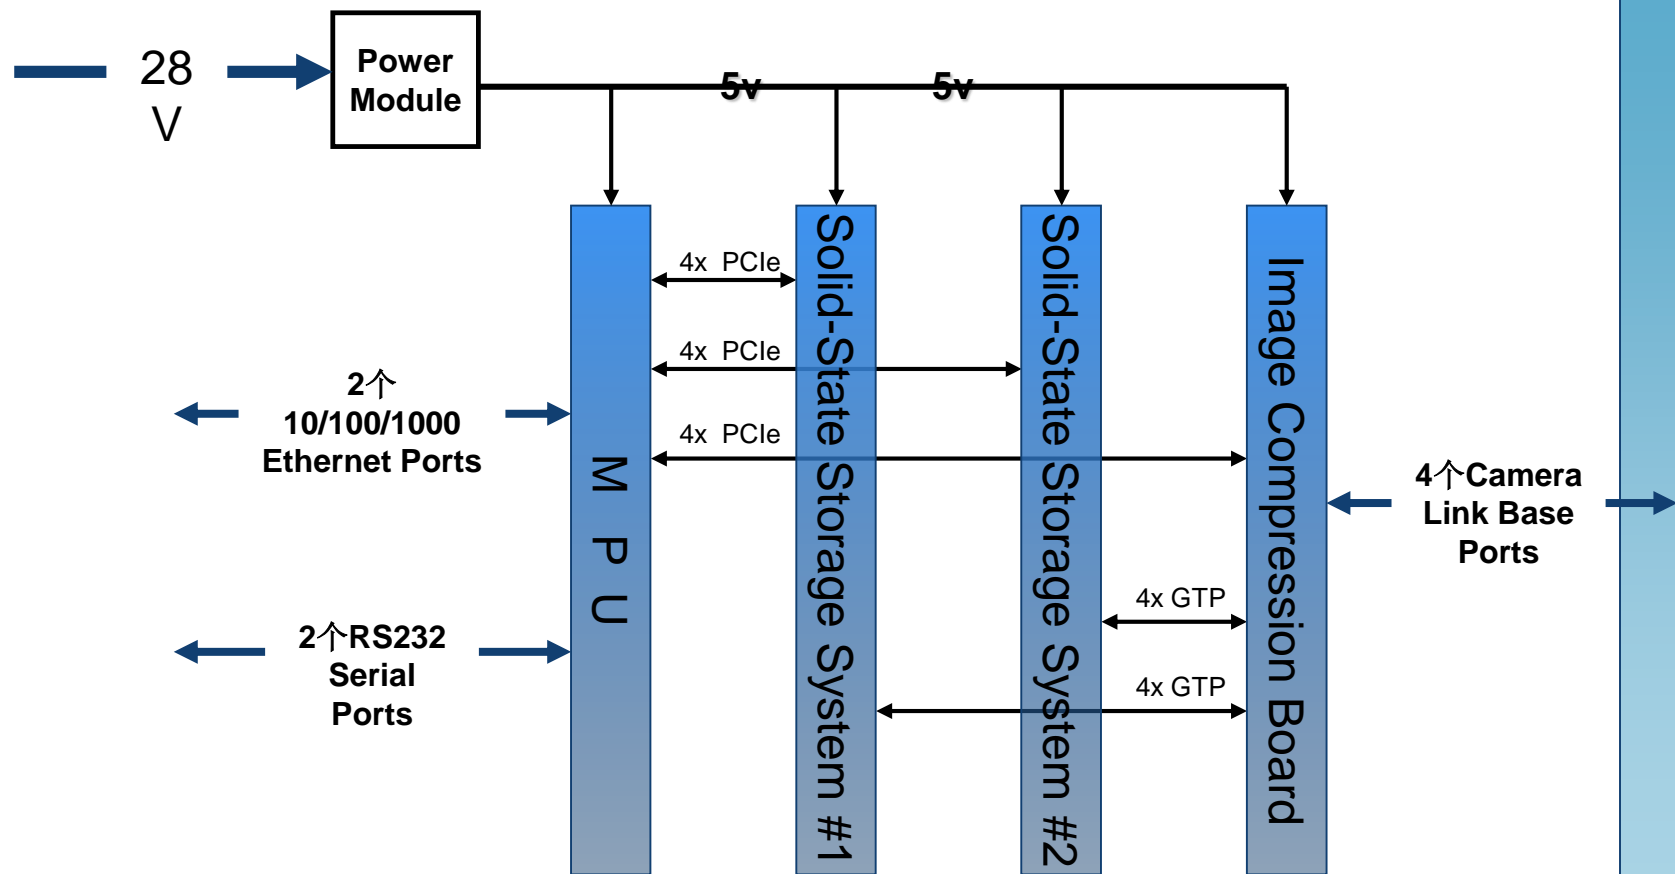 28
V
Power
Module
5v
5v
4x PCIe
4x PCIe
4x PCIe
2个
10/100/1000
Ethernet Ports
2个RS232
Serial
Ports
M P U
Solid-State Storage System #1
Solid-State Storage System #2
Image Compression Board
4x GTP
4x GTP
4个Camera
Link Base
Ports